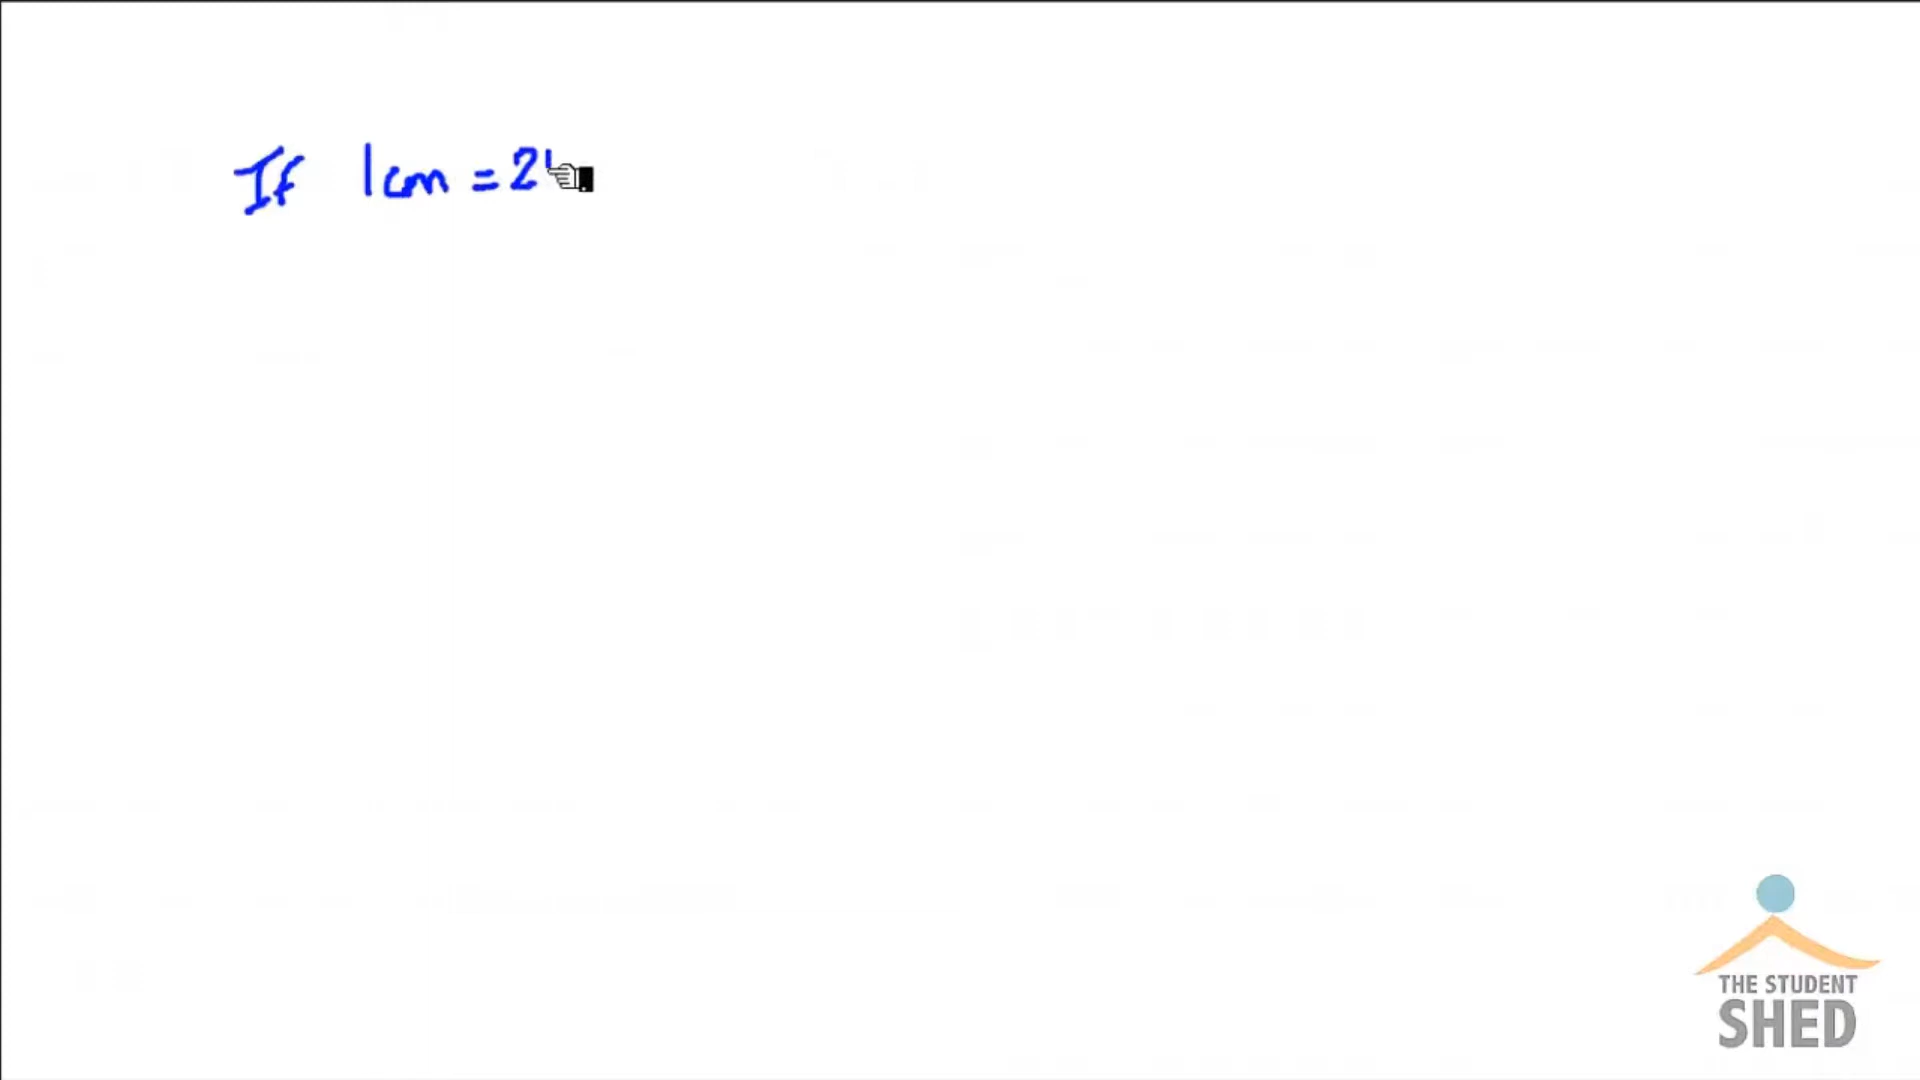 If 1cm = 2
THE STUDENT
SHED